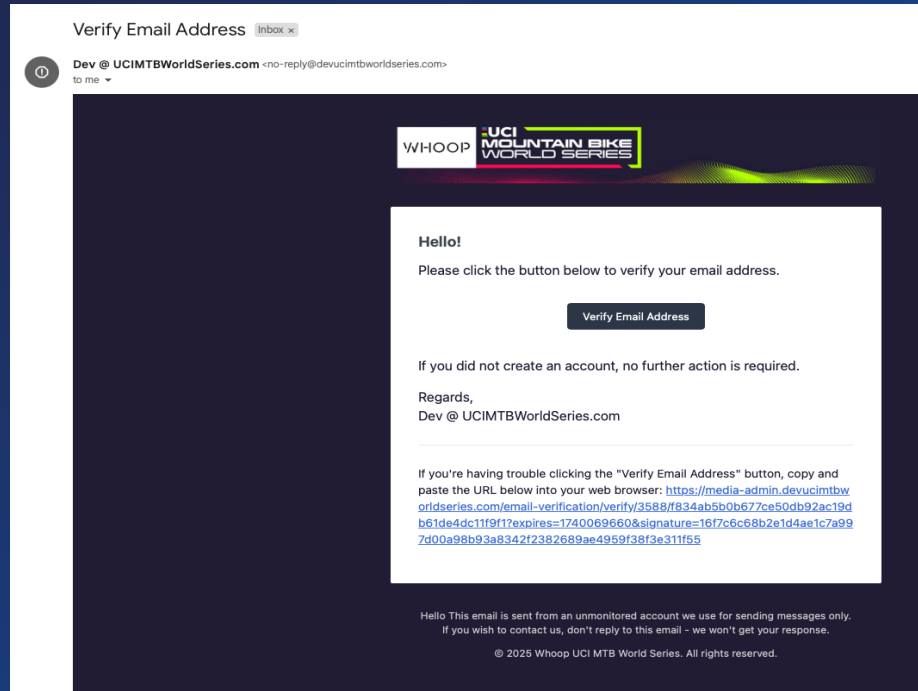 Verify Email Address Inbox ×
Dev @ UCIMTBWorldSeries.com <no-reply@devucimtbworldseries.com>
to me
WHOOP
UCI
MOUNTAIN BIKE
WORLD SERIES
Hello!
Please click the button below to verify your email address.
Verify Email Address
If you did not create an account, no further action is required.
Regards,
Dev @ UCIMTBWorldSeries.com
If you're having trouble clicking the "Verify Email Address" button, copy and
paste the URL below into your web browser: https://media-admin.devucimtbw
orldseries.com/email-verification/verify/3588/f834ab5b0b677ce50db92ac19d
b61de4dc11f9f1?expires=1740069660&signature=16f7c6c68b2e1d4ae1c7a99
7d00a98b93a8342f2382689ae4959f38f3e311f55
Hello This email is sent from an unmonitored account we use for sending messages only.
If you wish to contact us, don't reply to this email - we won't get your response.
© 2025 Whoop UCI MTB World Series. All rights reserved.